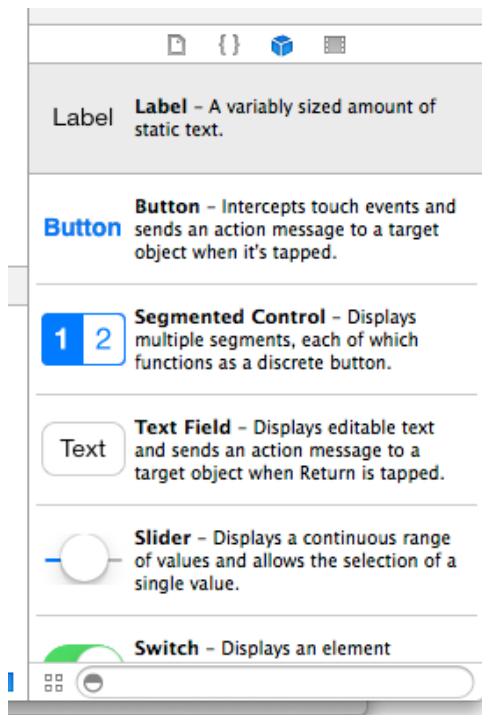 { }
Label
Label – A variably sized amount of
static text.
Button
Button – Intercepts touch events and
sends an action message to a target
object when it's tapped.
1 2
Segmented Control – Displays
multiple segments, each of which
functions as a discrete button.
Text
Text Field – Displays editable text
and sends an action message to a
target object when Return is tapped.
Slider – Displays a continuous range
of values and allows the selection of a
single value.
Switch – Displays an element